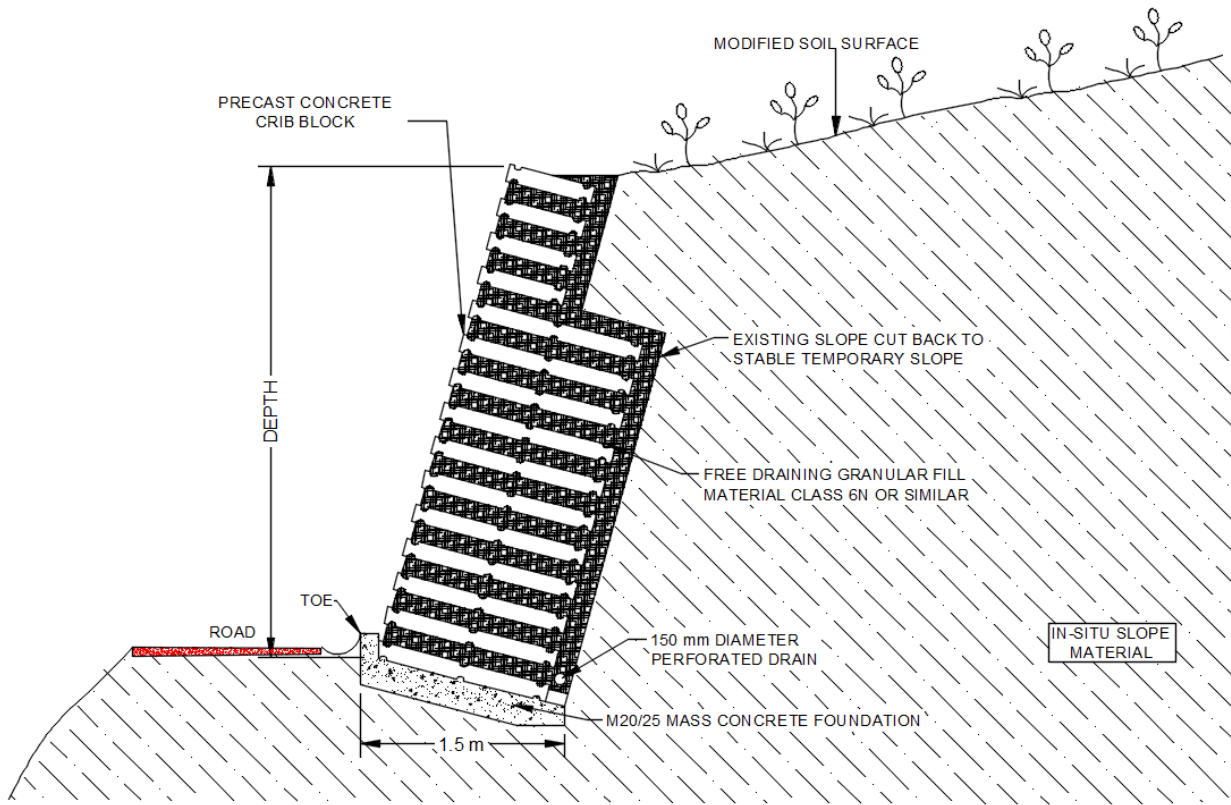 MODIFIED SOIL SURFACE
PRECAST CONCRETE
CRIB BLOCK
DEPTH
EXISTING SLOPE CUT BACK TO
STABLE TEMPORARY SLOPE
FREE DRAINING GRANULAR FILL
MATERIAL CLASS 6N OR SIMILAR
TOE
ROAD
150 mm DIAMETER
PERFORATED DRAIN
IN-SITU SLOPE
MATERIAL
M20/25 MASS CONCRETE FOUNDATION
1.5 m